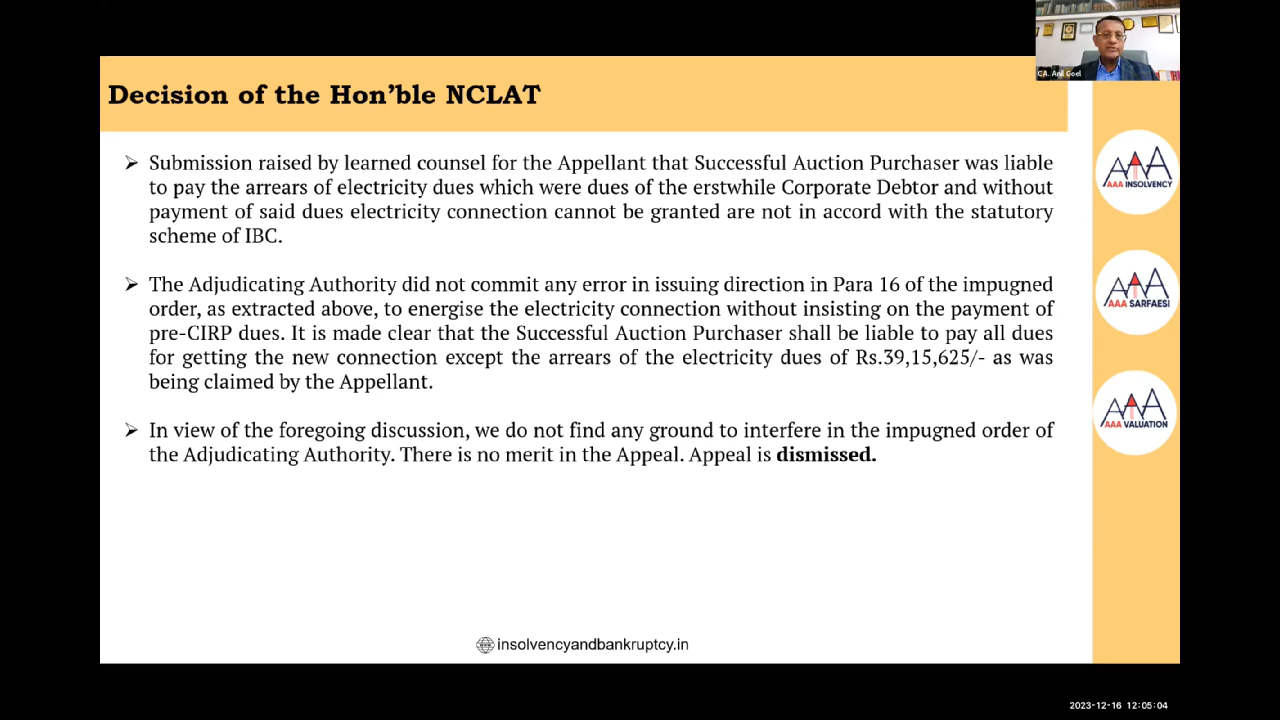 CA. Anil Goel
Decision of the Hon'ble NCLAT
➢ Submission raised by learned counsel for the Appellant that Successful Auction Purchaser was liable
to pay the arrears of electricity dues which were dues of the erstwhile Corporate Debtor and without
payment of said dues electricity connection cannot be granted are not in accord with the statutory
scheme of IBC.
➢ The Adjudicating Authority did not commit any error in issuing direction in Para 16 of the impugned
order, as extracted above, to energise the electricity connection without insisting on the payment of
pre-CIRP dues. It is made clear that the Successful Auction Purchaser shall be liable to pay all dues
for getting the new connection except the arrears of the electricity dues of Rs.39,15,625/- as was
being claimed by the Appellant.
➢ In view of the foregoing discussion, we do not find any ground to interfere in the impugned order of
the Adjudicating Authority. There is no merit in the Appeal. Appeal is dismissed.
AAA INSOLVENCY
AAA SARFAESI
AAA VALUATION
insolvencyandbankruptcy.in
2023-12-16 12:05:04